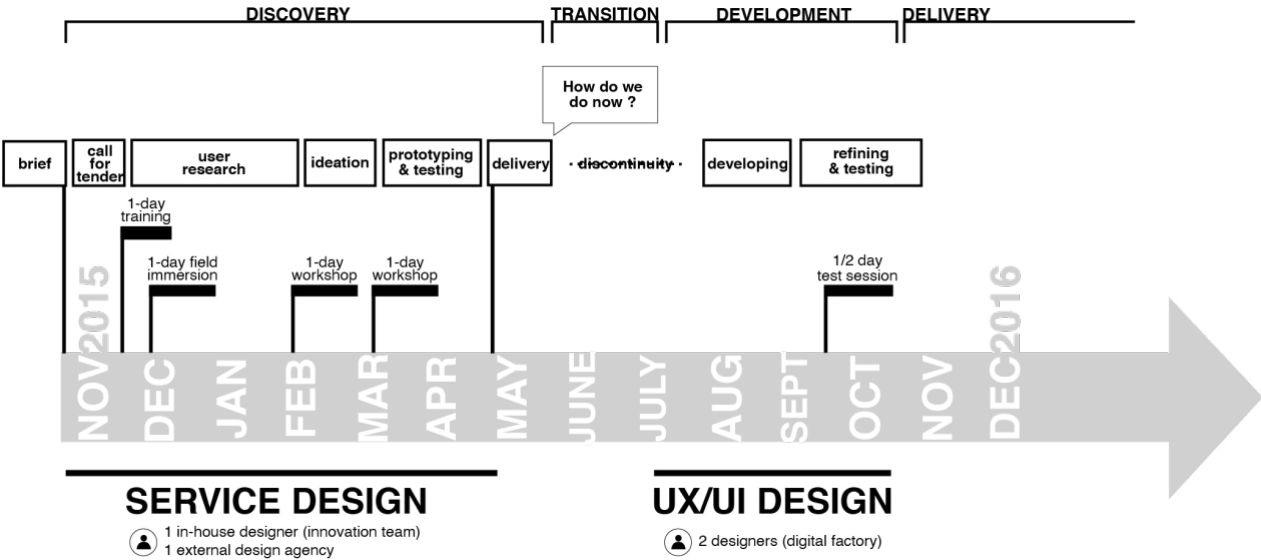 DISCOVERY
TRANSITION
DEVELOPMENT
DELIVERY
How do we
do now ?
brief
call
for
tender
user
research
ideation
prototyping
& testing
delivery
discontinuity
developing
refining
& testing
1-day
training
1-day field
immersion
1-day
workshop
1-day
workshop
1/2 day
test session
NOV2015
DEC
JAN
FEB
MAR
APR
MAY
JUNE
JULY
AUG
SEPT
OCT
NOV
DEC2016
SERVICE DESIGN
1 in-house designer (innovation team)
1 external design agency
UX/UI DESIGN
2 designers (digital factory)